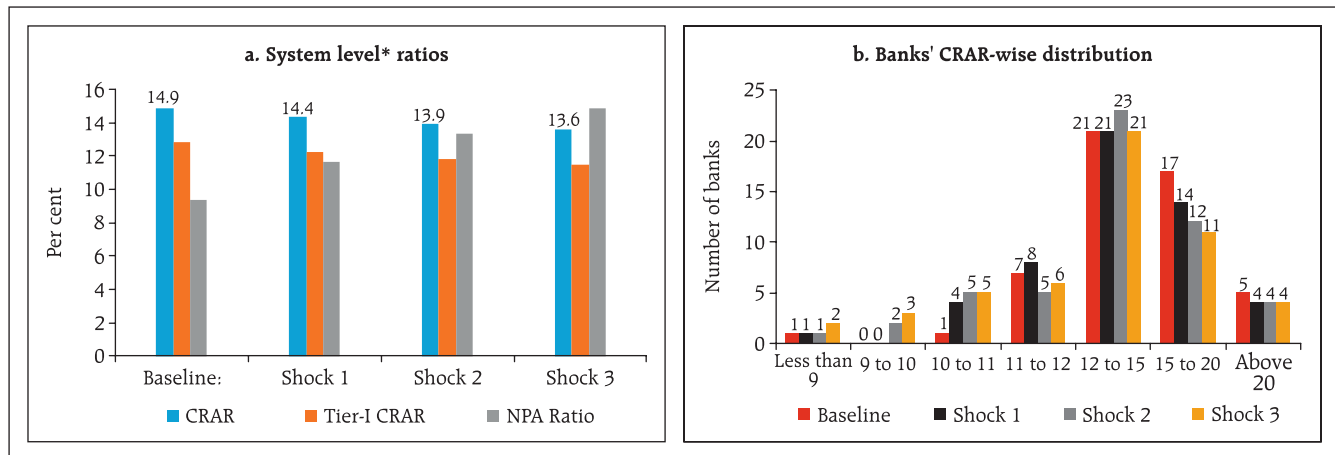 a. System level* ratios
Per cent
16
14
12
10
8
6
4
2
0
14.9
14.4
13.9
13.6
Baseline: Shock 1 Shock 2 Shock 3
CRAR Tier-I CRAR NPA Ratio
b. Banks' CRAR-wise distribution
Number of banks
25
20
15
10
5
0
1 1 1 2
0 0 2 3
1 4 5 5
7 8 5 6
21 21 23 21
17 14 12 11
5 4 4 4
Less than 9 9 to 10 10 to 11 11 to 12 12 to 15 15 to 20 Above 20
Baseline Shock 1 Shock 2 Shock 3